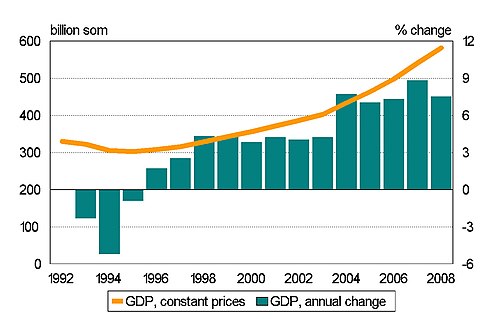 billion som % change
600 12
500 9
400 6
300 3
200 0
100 -3
0 -6
1992 1994 1996 1998 2000 2002 2004 2006 2008
GDP, constant prices GDP, annual change